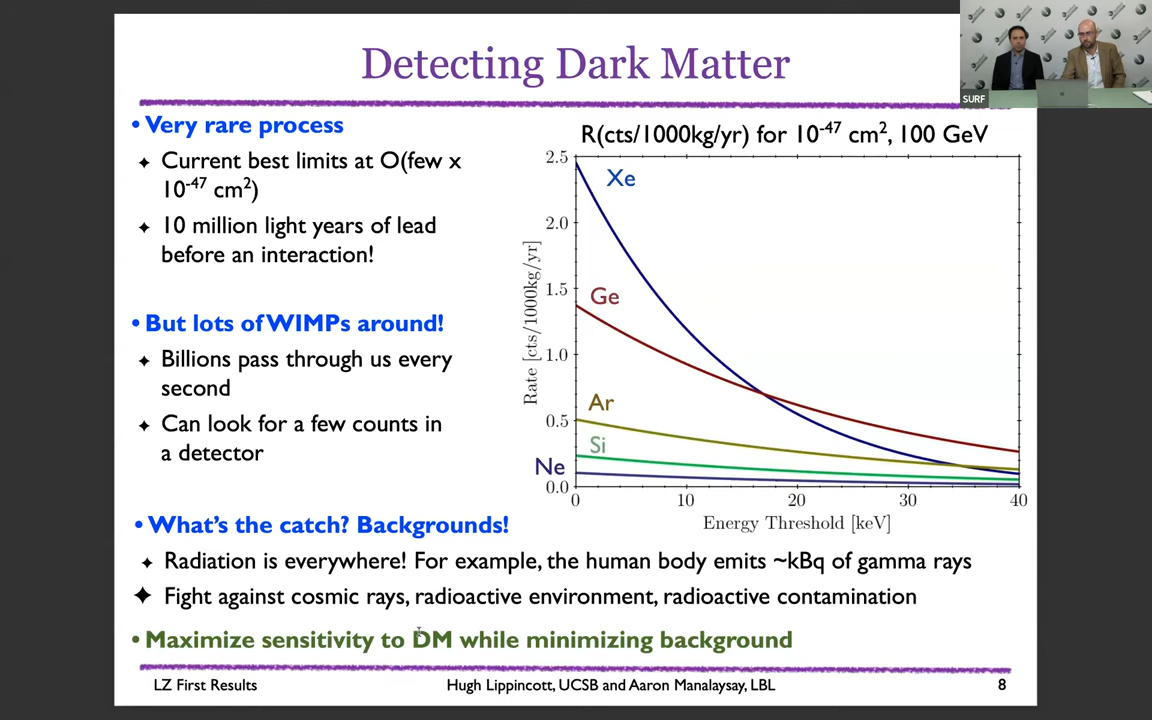 Detecting Dark Matter
SURF
• Very rare process
✦ Current best limits at O(few x
10⁻⁴⁷ cm²)
✦ 10 million light years of lead
before an interaction!
• But lots of WIMPs around!
✦ Billions pass through us every
second
✦ Can look for a few counts in
a detector
R(cts/1000kg/yr) for 10⁻⁴⁷ cm², 100 GeV
Rate [cts/1000kg/yr]
2.5
2.0
1.5
1.0
0.5
0.0
Xe
Ge
Ar
Si
Ne
0 10 20 30 40
Energy Threshold [keV]
• What's the catch? Backgrounds!
✦ Radiation is everywhere! For example, the human body emits ~kBq of gamma rays
✦ Fight against cosmic rays, radioactive environment, radioactive contamination
• Maximize sensitivity to DM while minimizing background
LZ First Results
Hugh Lippincott, UCSB and Aaron Manalaysay, LBL
8